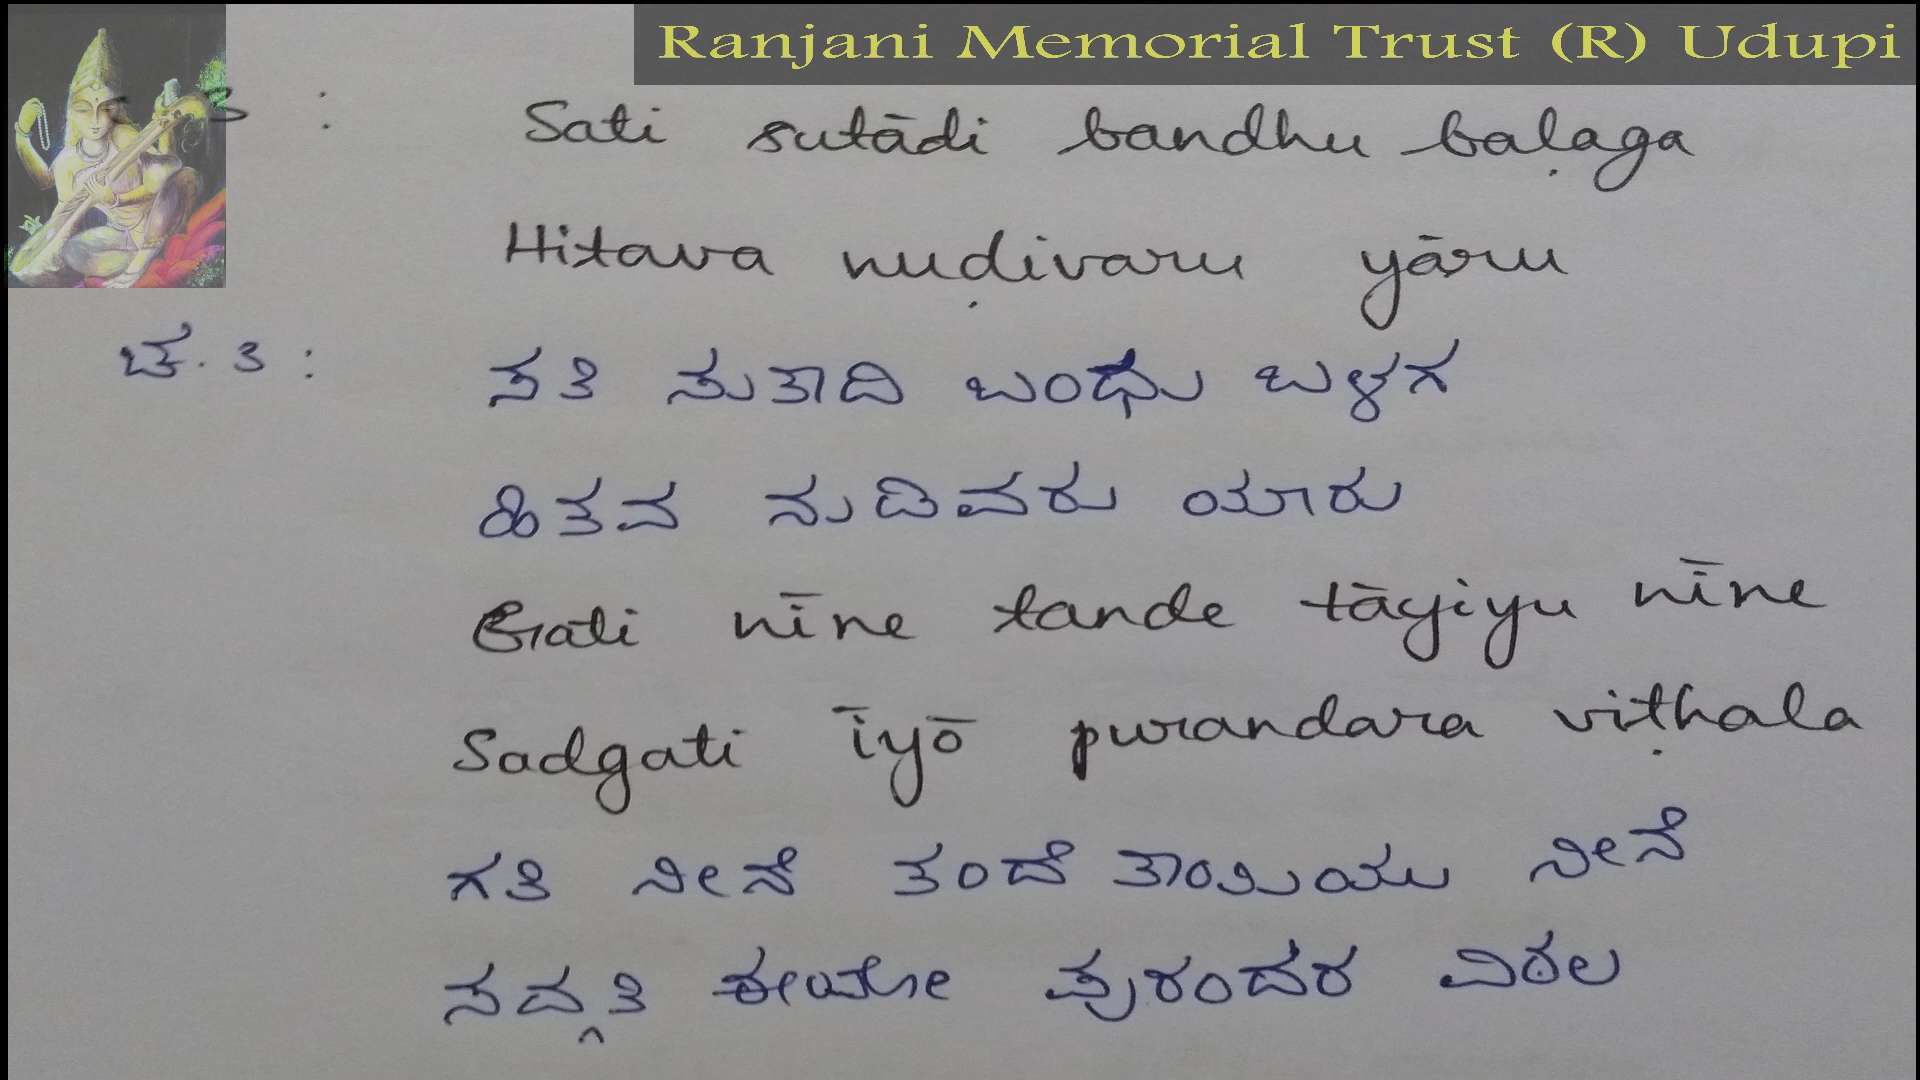 Ranjani Memorial Trust (R) Udupi
3 : Sati sutādi bandhu baḷaga
Hitava nuḍivaru yāru
ಚ. ೩ : ಸತಿ ಸುತಾದಿ ಬಂಧು ಬಳಗ
ಹಿತವ ನುಡಿವರು ಯಾರು
Gati nīne tande tāyiyu nīne
Sadgati īyō purandara viṭhala
ಗತಿ ನೀನೆ ತಂದೆ ತಾಯಿಯು ನೀನೆ
ಸದ್ಗತಿ ಈಯೋ ಪುರಂದರ ವಿಠಲ